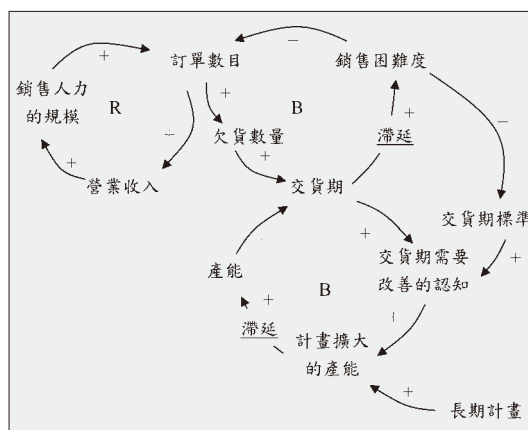 訂單數目
銷售困難度
銷售人力
的規模
R
B
欠貨數量
滯延
營業收入
交貨期
交貨期標準
產能
交貨期需要
改善的認知
B
滯延
計畫擴大
的產能
長期計畫
+
−
+
+
+
+
+
−
+
+
+
+